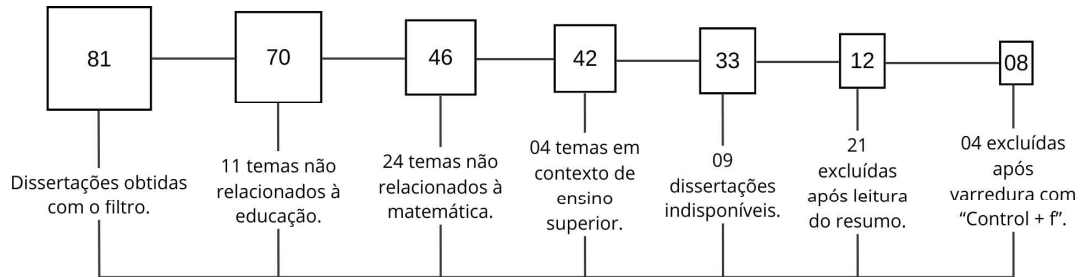 81
70
46
42
33
12
08
Dissertações obtidas
com o filtro.
11 temas não
relacionados à
educação.
24 temas não
relacionados à
matemática.
04 temas em
contexto de
ensino
superior.
09
dissertações
indisponíveis.
21
excluídas
após leitura
do resumo.
04 excluídas
após
varredura com
“Control + f”.